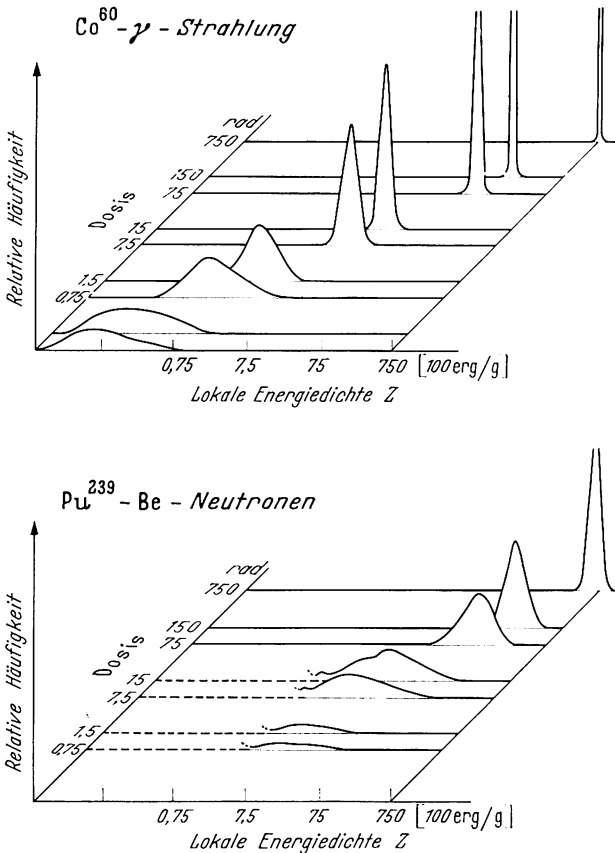 Co⁶⁰-γ-Strahlung
Relative Häufigkeit
Dosis
rad
750
150
75
15
7,5
1,5
0,75
0,75 7,5 75 750 [100 erg/g]
Lokale Energiedichte Z
Pu²³⁹-Be-Neutronen
Relative Häufigkeit
Dosis
rad
750
150
75
15
7,5
1,5
0,75
0,75 7,5 75 750 [100 erg/g]
Lokale Energiedichte Z